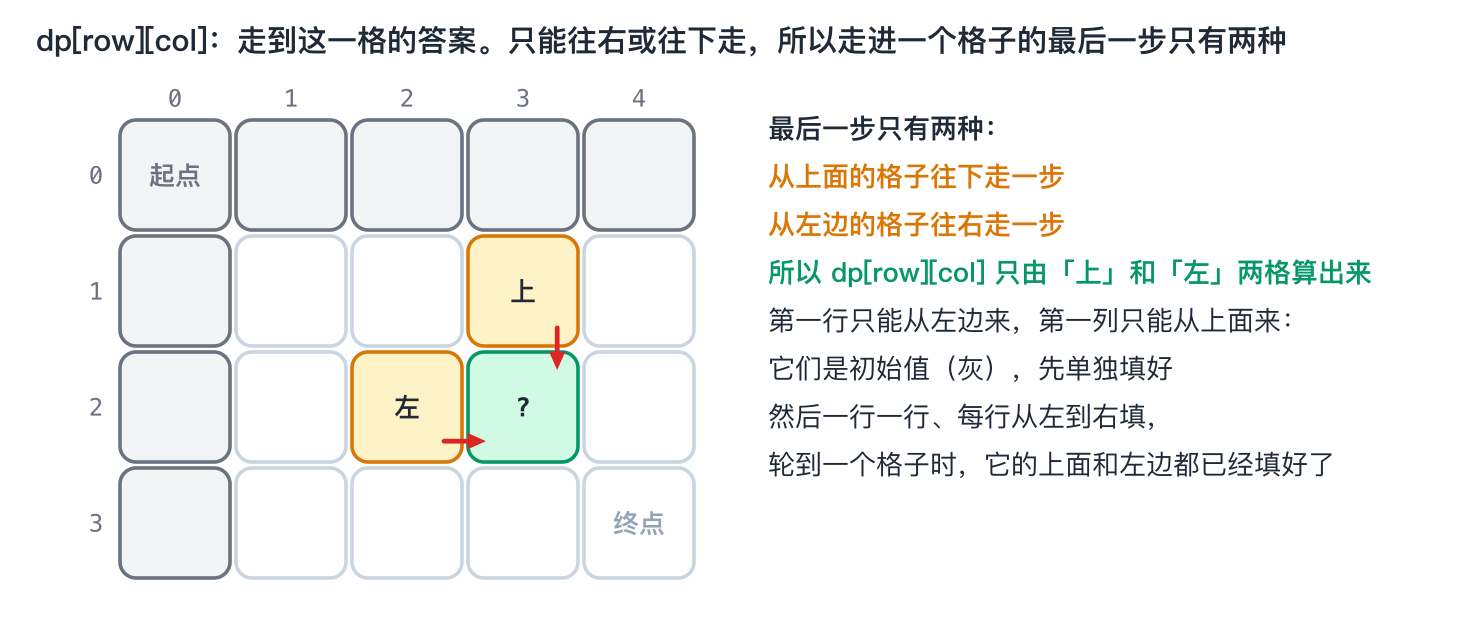 dp[row][col]：走到这一格的答案。只能往右或往下走，所以走进一个格子的最后一步只有两种
0 1 2 3 4
0 起点
1 上
2 左 ?
3 终点
最后一步只有两种：
从上面的格子往下走一步
从左边的格子往右走一步
所以 dp[row][col] 只由「上」和「左」两格算出来
第一行只能从左边来，第一列只能从上面来：
它们是初始值（灰），先单独填好
然后一行一行、每行从左到右填，
轮到一个格子时，它的上面和左边都已经填好了